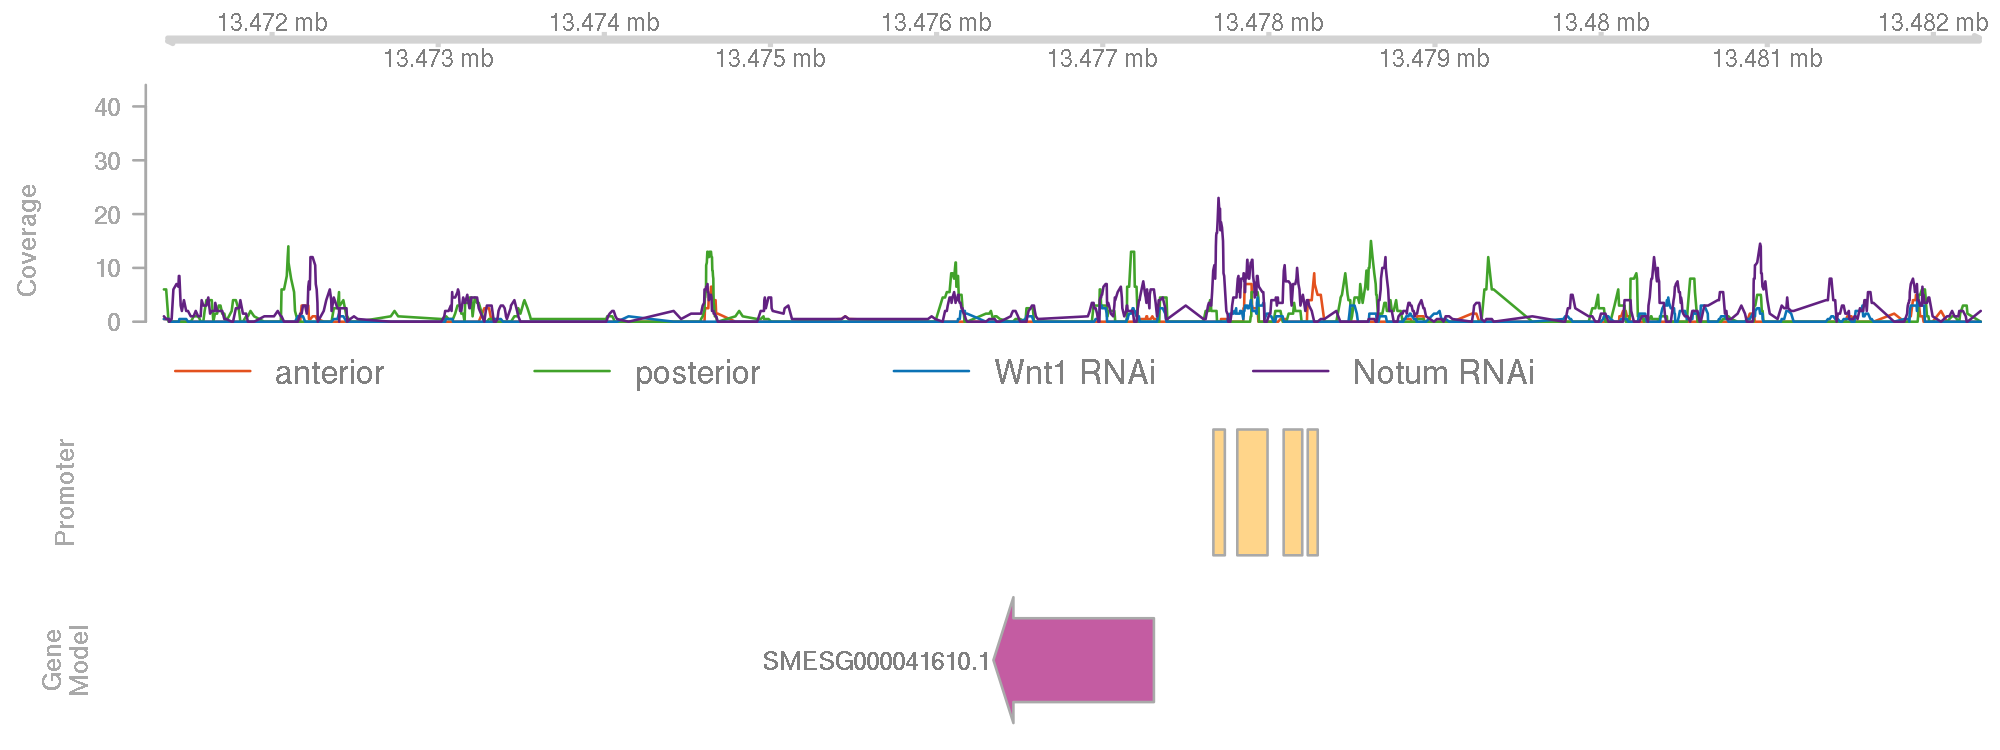 13.472 mb 13.474 mb 13.476 mb 13.478 mb 13.48 mb 13.482 mb
13.473 mb 13.475 mb 13.477 mb 13.479 mb 13.481 mb
Coverage
40
30
20
10
0
anterior posterior Wnt1 RNAi Notum RNAi
Promoter
Gene
Model
SMESG000041610.1